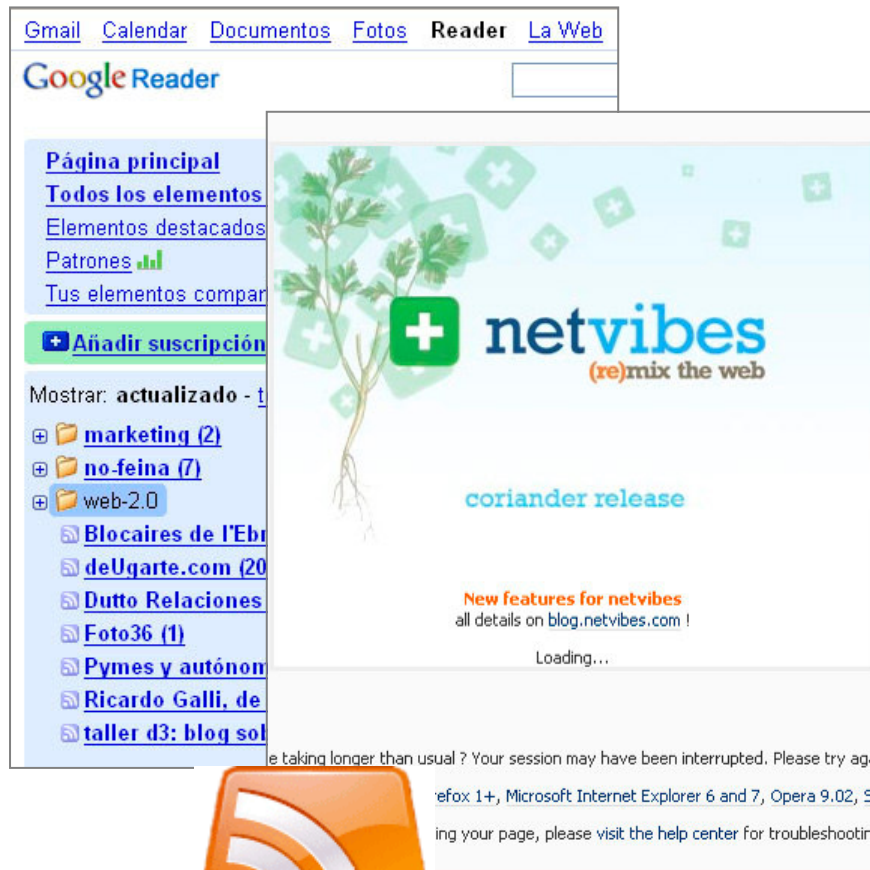 Gmail Calendar Documentos Fotos Reader La Web
Google Reader
Página principal
Todos los elementos
Elementos destacados
Patrones
Tus elementos compar
Añadir suscripción
Mostrar: actualizado - t
marketing (2)
no-feina (7)
web-2.0
Blocaires de l'Ebr
deUgarte.com (20
Dutto Relaciones
Foto36 (1)
Pymes y autónom
Ricardo Galli, de
taller d3: blog sob
netvibes
(re)mix the web
coriander release
New features for netvibes
all details on blog.netvibes.com !
Loading...
e taking longer than usual ? Your session may have been interrupted. Please try aga
efox 1+, Microsoft Internet Explorer 6 and 7, Opera 9.02, S
ing your page, please visit the help center for troubleshootin